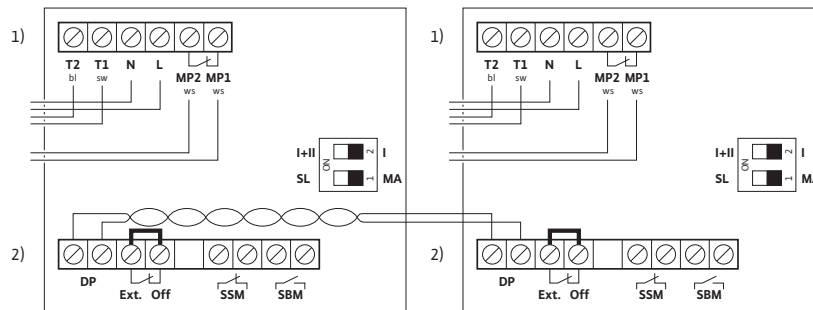 1)
T2 T1 N L MP2 MP1
bl sw ws ws
I+II ON 2 I
SL 1 MA
2)
DP Ext. Off SSM SBM
1)
T2 T1 N L MP2 MP1
bl sw ws ws
I+II ON 2 I
SL 1 MA
2)
DP Ext. Off SSM SBM